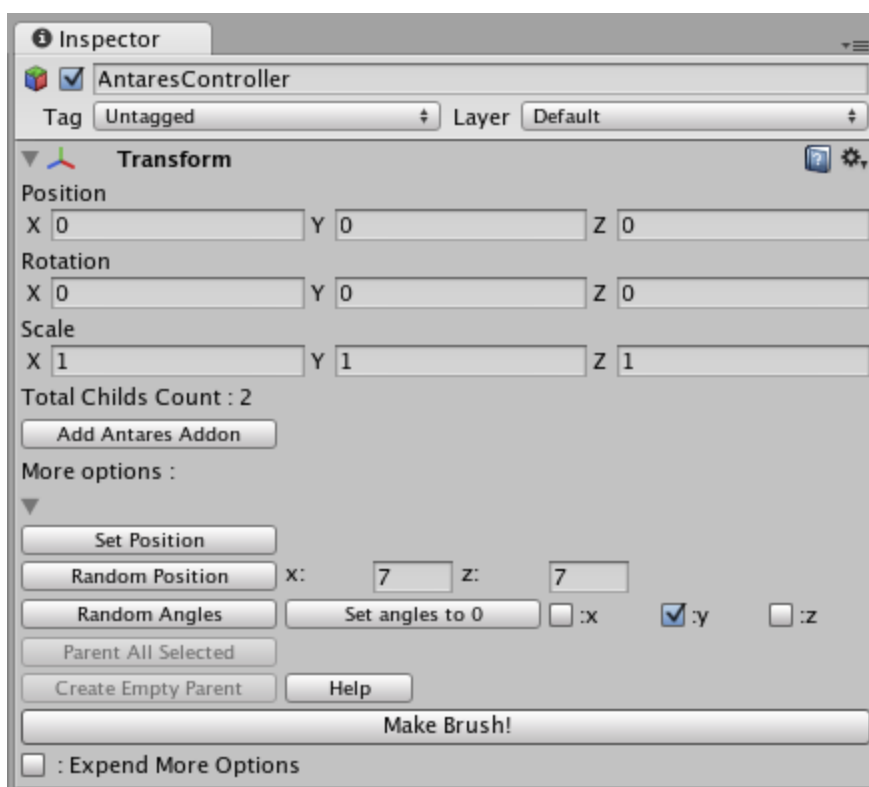 Inspector
AntaresController
Tag Untagged Layer Default
Transform
Position
X 0 Y 0 Z 0
Rotation
X 0 Y 0 Z 0
Scale
X 1 Y 1 Z 1
Total Childs Count : 2
Add Antares Addon
More options :
Set Position
Random Position x: 7 z: 7
Random Angles Set angles to 0 :x :y :z
Parent All Selected
Create Empty Parent Help
Make Brush!
: Expend More Options